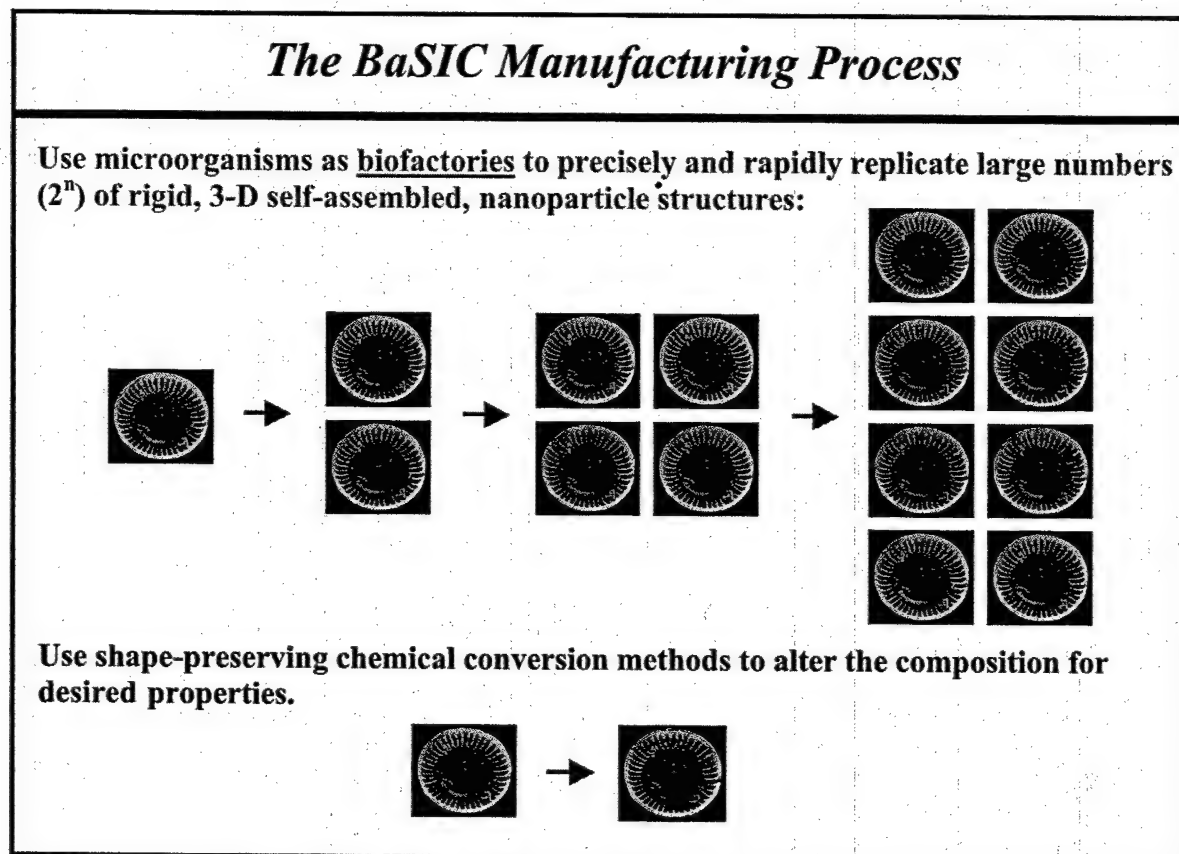 The BaSIC Manufacturing Process
Use microorganisms as biofactories to precisely and rapidly replicate large numbers
(2ⁿ) of rigid, 3-D self-assembled, nanoparticle structures:
Use shape-preserving chemical conversion methods to alter the composition for
desired properties.